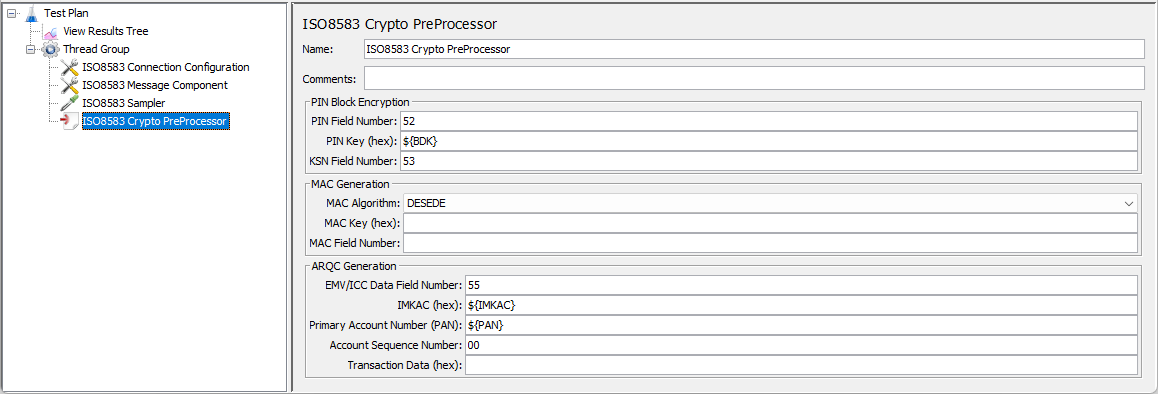 Test Plan
View Results Tree
Thread Group
ISO8583 Connection Configuration
ISO8583 Message Component
ISO8583 Sampler
ISO8583 Crypto PreProcessor
ISO8583 Crypto PreProcessor
Name: ISO8583 Crypto PreProcessor
Comments:
PIN Block Encryption
PIN Field Number: 52
PIN Key (hex): ${BDK}
KSN Field Number: 53
MAC Generation
MAC Algorithm: DESEDE
MAC Key (hex):
MAC Field Number:
ARQC Generation
EMV/ICC Data Field Number: 55
IMKAC (hex): ${IMKAC}
Primary Account Number (PAN): ${PAN}
Account Sequence Number: 00
Transaction Data (hex):